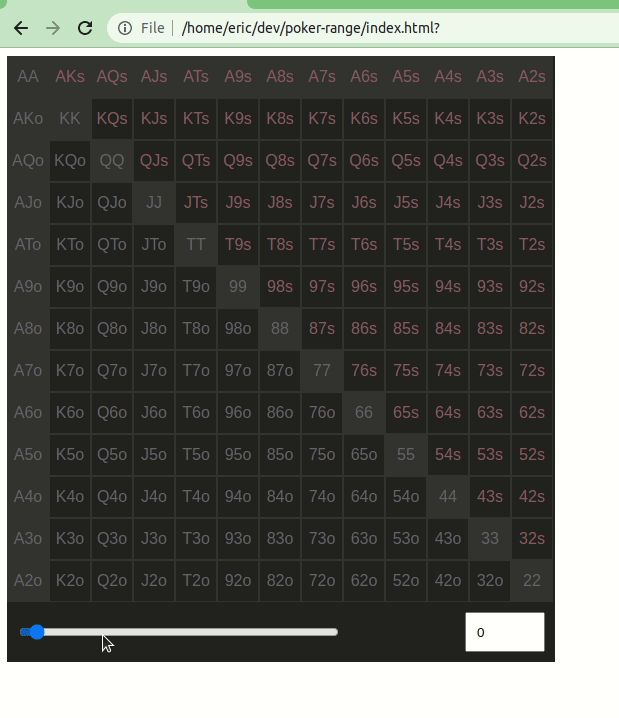 File | /home/eric/dev/poker-range/index.html?
AA AKs AQs AJs ATs A9s A8s A7s A6s A5s A4s A3s A2s
AKo KK KQs KJs KTs K9s K8s K7s K6s K5s K4s K3s K2s
AQo KQo QQ QJs QTs Q9s Q8s Q7s Q6s Q5s Q4s Q3s Q2s
AJo KJo QJo JJ JTs J9s J8s J7s J6s J5s J4s J3s J2s
ATo KTo QTo JTo TT T9s T8s T7s T6s T5s T4s T3s T2s
A9o K9o Q9o J9o T9o 99 98s 97s 96s 95s 94s 93s 92s
A8o K8o Q8o J8o T8o 98o 88 87s 86s 85s 84s 83s 82s
A7o K7o Q7o J7o T7o 97o 87o 77 76s 75s 74s 73s 72s
A6o K6o Q6o J6o T6o 96o 86o 76o 66 65s 64s 63s 62s
A5o K5o Q5o J5o T5o 95o 85o 75o 65o 55 54s 53s 52s
A4o K4o Q4o J4o T4o 94o 84o 74o 64o 54o 44 43s 42s
A3o K3o Q3o J3o T3o 93o 83o 73o 63o 53o 43o 33 32s
A2o K2o Q2o J2o T2o 92o 82o 72o 62o 52o 42o 32o 22
0